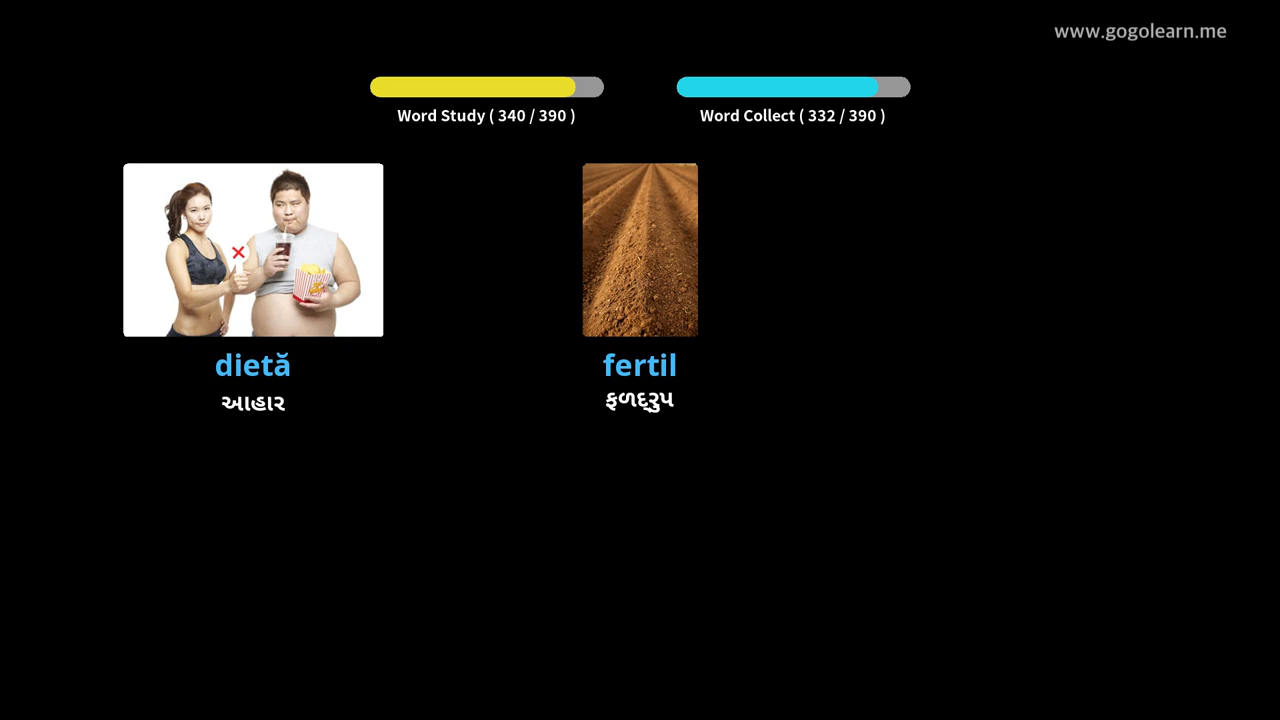 www.gogolearn.me
Word Study ( 340 / 390 )
Word Collect ( 332 / 390 )
dietă
આહાર
fertil
ફળદ્રુપ